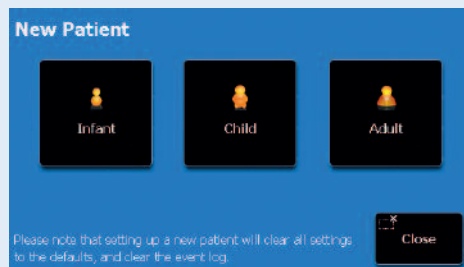 New Patient
Infant
Child
Adult
Please note that setting up a new patient will clear all settings
to the defaults, and clear the event log.
Close